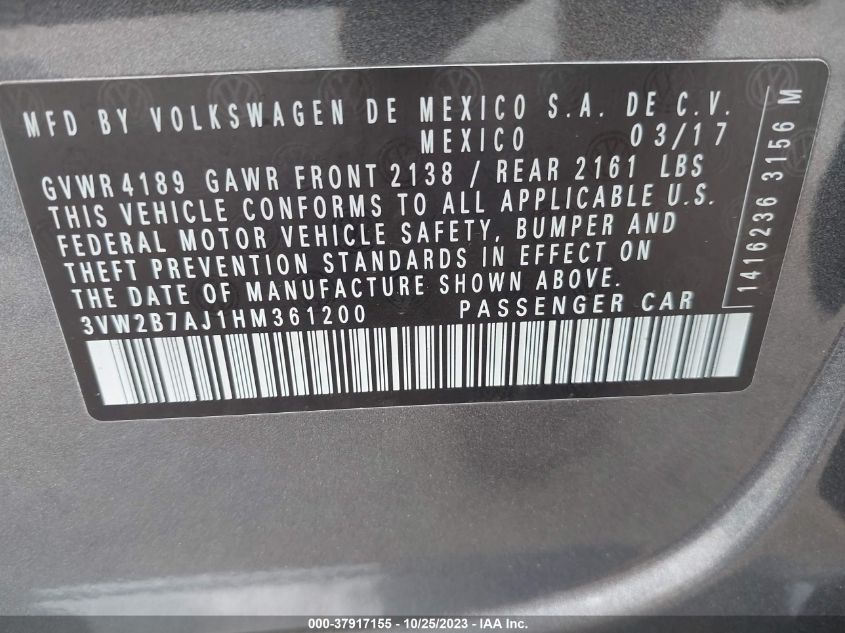 MFD BY VOLKSWAGEN DE MEXICO S.A. DE C.V.
MEXICO 03/17
GVWR 4189 GAWR FRONT 2138 / REAR 2161 LBS
THIS VEHICLE CONFORMS TO ALL APPLICABLE U.S.
FEDERAL MOTOR VEHICLE SAFETY, BUMPER AND
THEFT PREVENTION STANDARDS IN EFFECT ON
THE DATE OF MANUFACTURE SHOWN ABOVE.
3VW2B7AJ1HM361200 PASSENGER CAR
1416236 3156 M
000-37917155 - 10/25/2023 - IAA Inc.